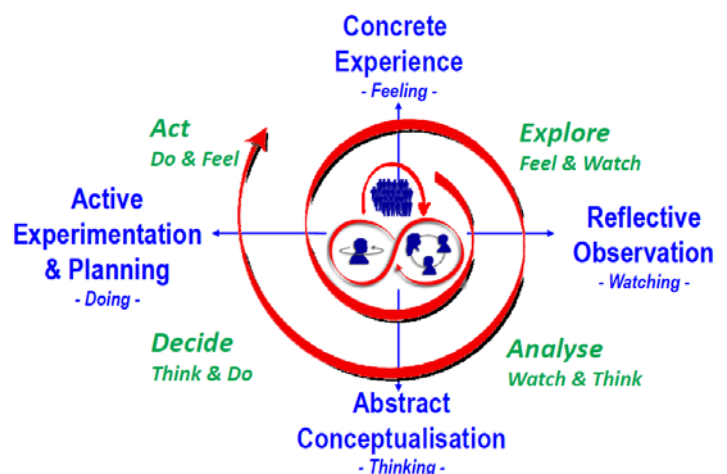 Concrete
Experience
- Feeling -
Act
Do & Feel
Explore
Feel & Watch
Active
Experimentation
& Planning
- Doing -
Reflective
Observation
- Watching -
Decide
Think & Do
Analyse
Watch & Think
Abstract
Conceptualisation
- Thinking -